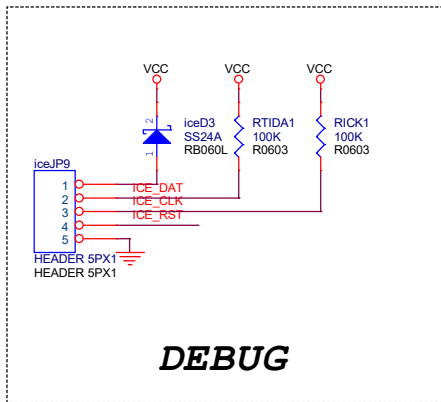 VCC VCC VCC
2 iceD3 RTIDA1 RICK1
SS24A 100K 100K
1 RB060L R0603 R0603
iceJP9
1 ICE_DAT
2 ICE_CLK
3 ICE_RST
4
5
HEADER 5PX1
HEADER 5PX1
DEBUG